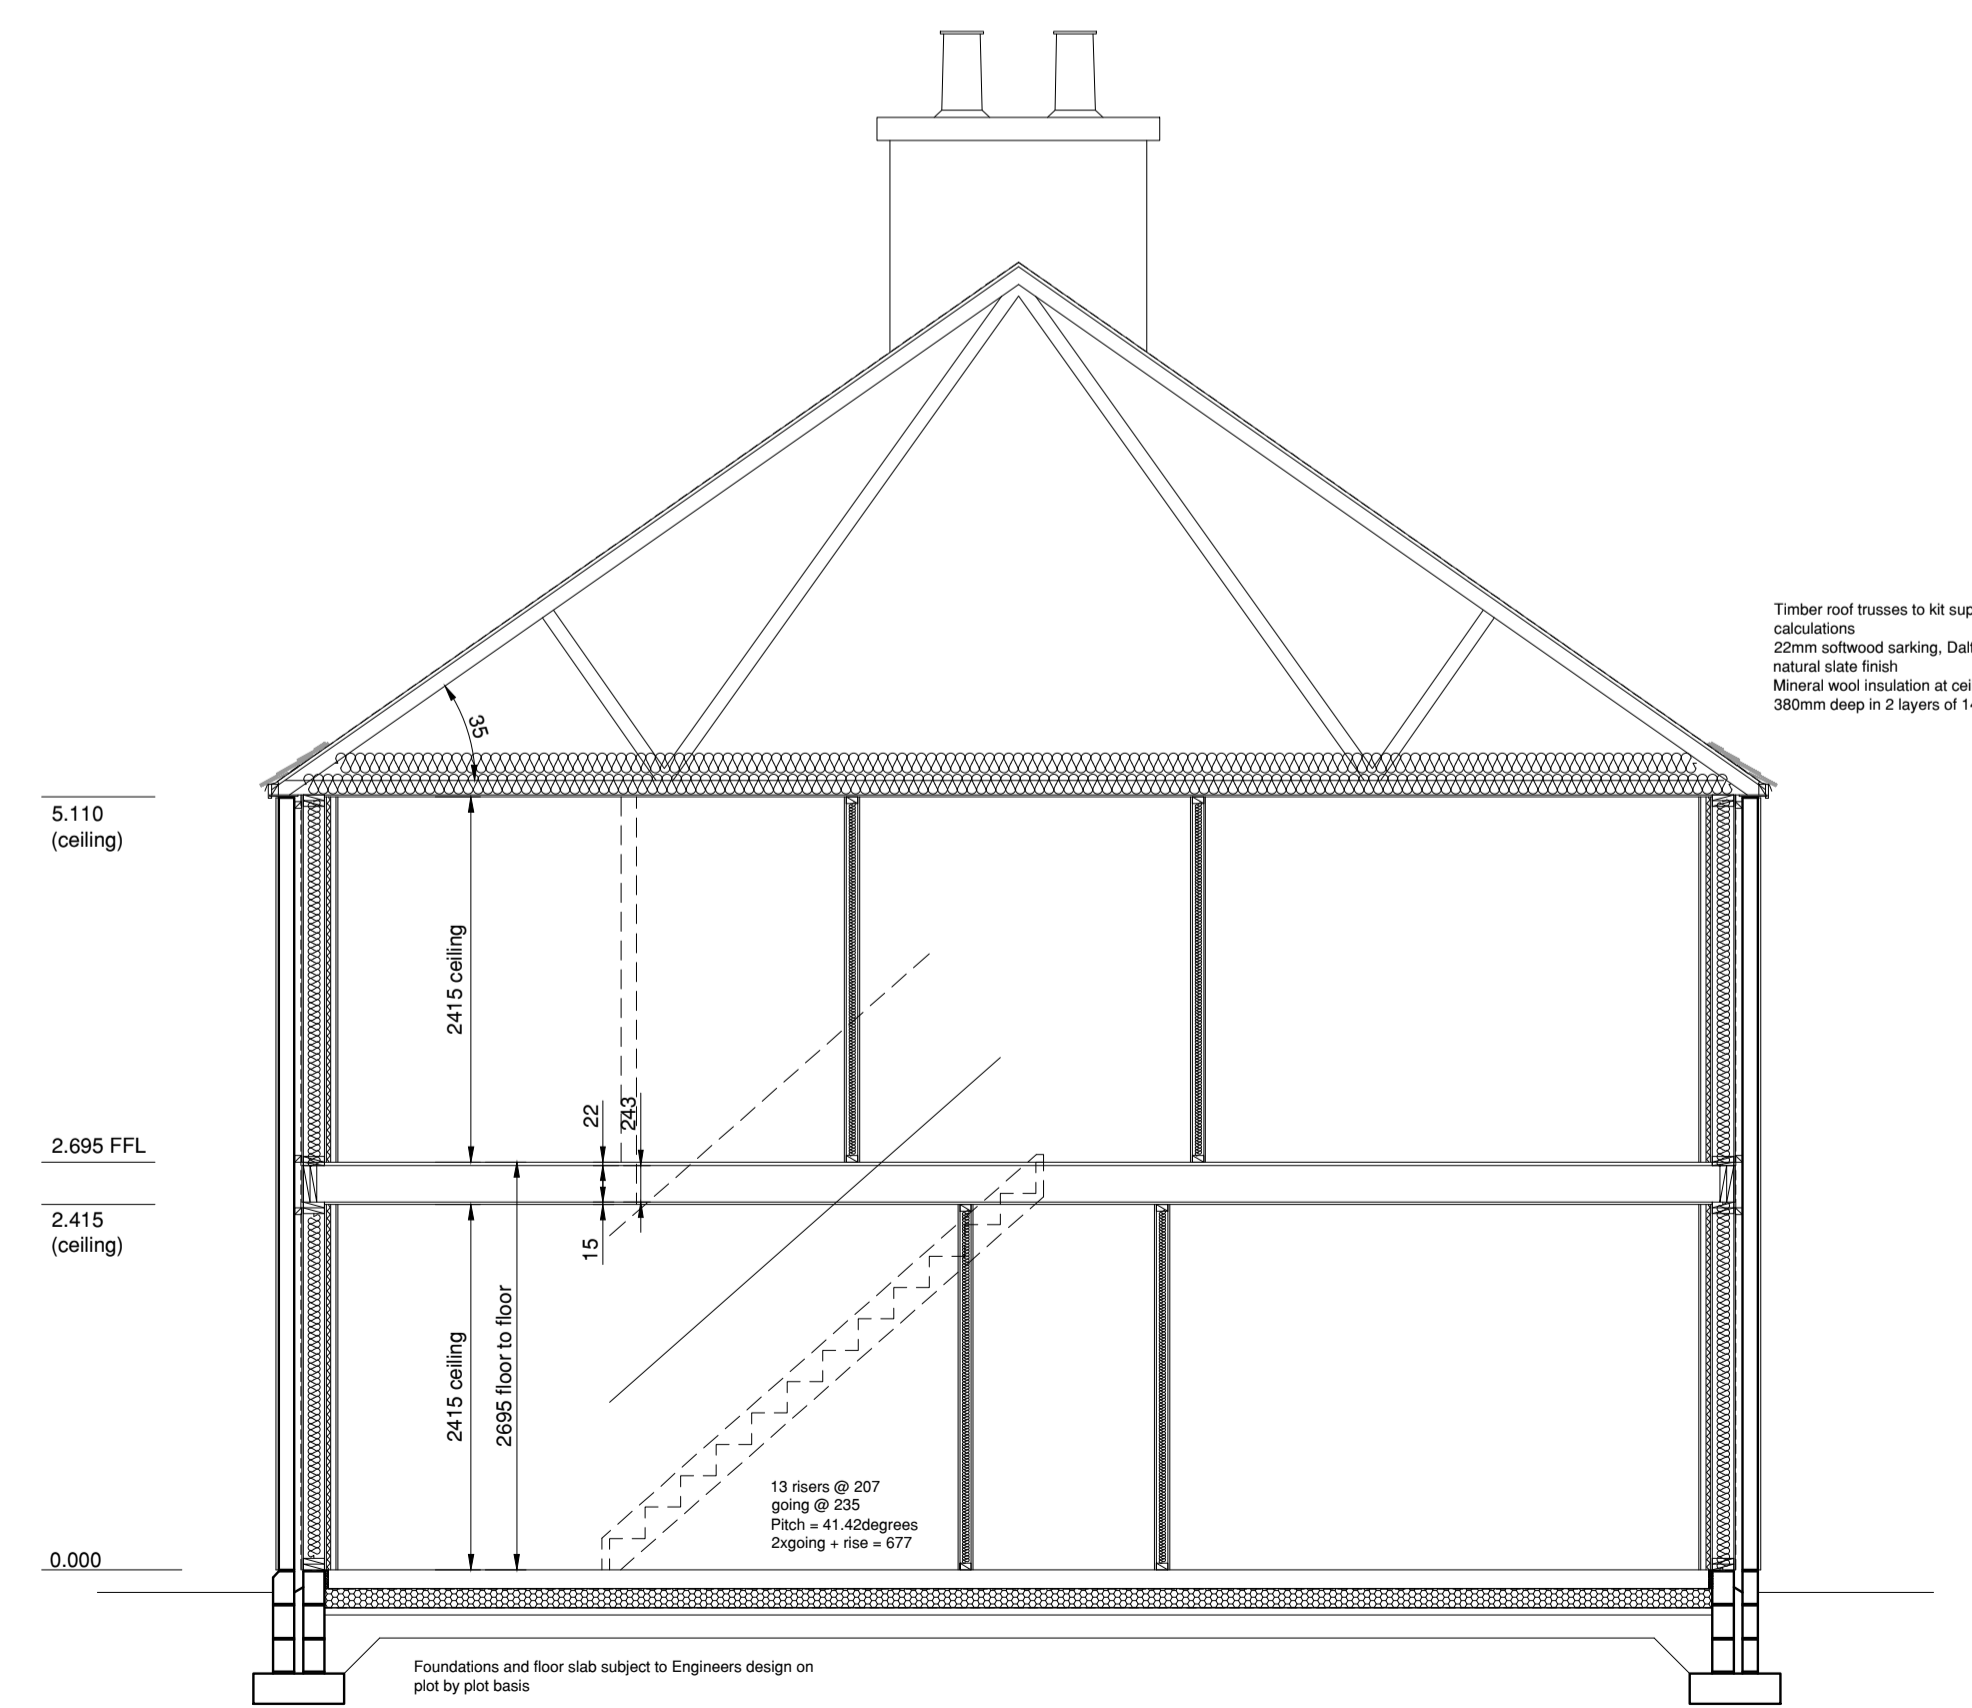 Timber roof trusses to kit sup
calculations
22mm softwood sarking, Dal
natural slate finish
Mineral wool insulation at cei
380mm deep in 2 layers of 14
35
5.110
(ceiling)
2415 ceiling
22
243
2.695 FFL
2.415
(ceiling)
15
2415 ceiling
2695 floor to floor
13 risers @ 207
going @ 235
Pitch = 41.42degrees
2xgoing + rise = 677
0.000
Foundations and floor slab subject to Engineers design on
plot by plot basis